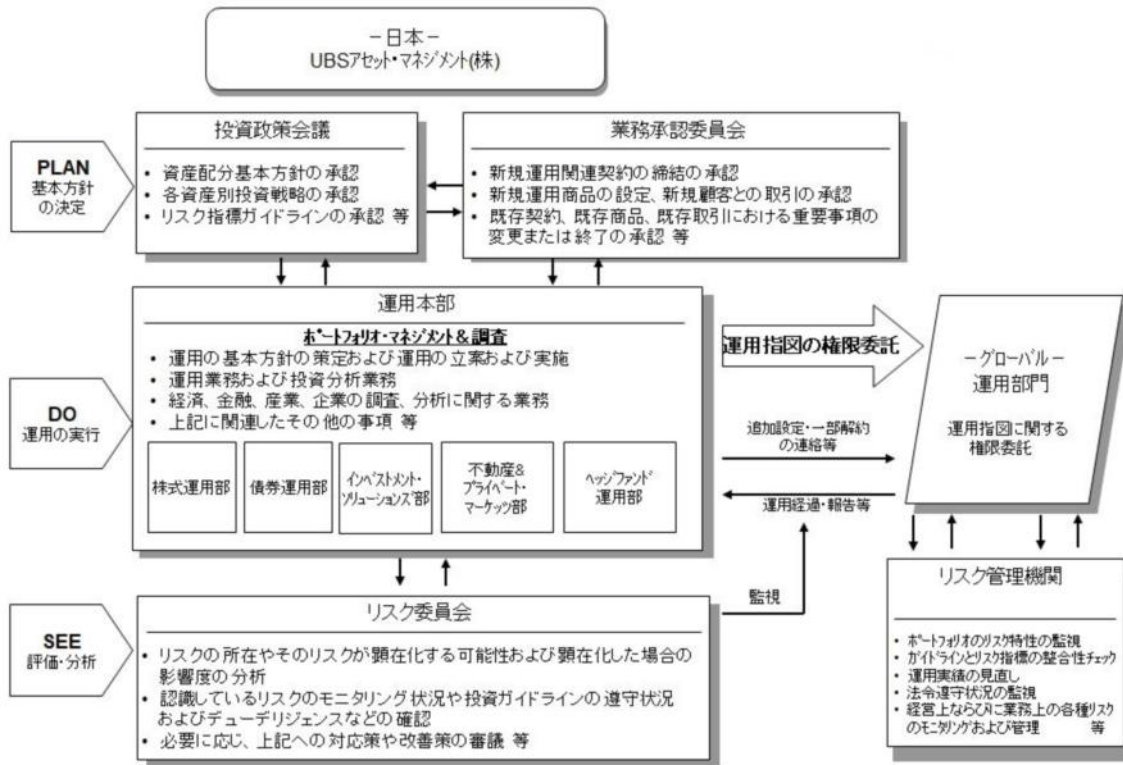 －日本－
UBSアセット・マネジメント(株)
投資政策会議
・ 資産配分基本方針の承認
・ 各資産別投資戦略の承認
・ リスク指標ガイドラインの承認 等
業務承認委員会
・ 新規運用関連契約の締結の承認
・ 新規運用商品の設定、新規顧客との取引の承認
・ 既存契約、既存商品、既存取引における重要事項の
変更または終了の承認 等
PLAN
基本方針
の決定
運用本部
ポートフォリオ・マネジメント＆調査
・ 運用の基本方針の策定および運用の立案および実施
・ 運用業務および投資分析業務
・ 経済、金融、産業、企業の調査、分析に関する業務
・ 上記に関連したその他の事項 等
DO
運用の実行
株式運用部
債券運用部
インベストメント・
ソリューションズ部
不動産&
プライベート・
マーケッツ部
ヘッジファンド
運用部
運用指図の権限委託
追加設定・一部解約
の連絡等
運用経過・報告等
－グローバル－
運用部門
運用指図に関する
権限委託
監視
SEE
評価・分析
リスク委員会
・ リスクの所在やそのリスクが顕在化する可能性および顕在化した場合の
影響度の分析
・ 認識しているリスクのモニタリング状況や投資ガイドラインの遵守状況
およびデューデリジェンスなどの確認
・ 必要に応じ、上記への対応策や改善策の審議 等
リスク管理機関
・ ポートフォリオのリスク特性の監視
・ ガイドラインとリスク指標の整合性チェック
・ 運用実績の見直し
・ 法令遵守状況の監視
・ 経営上ならびに業務上の各種リスク
のモニタリングおよび管理 等